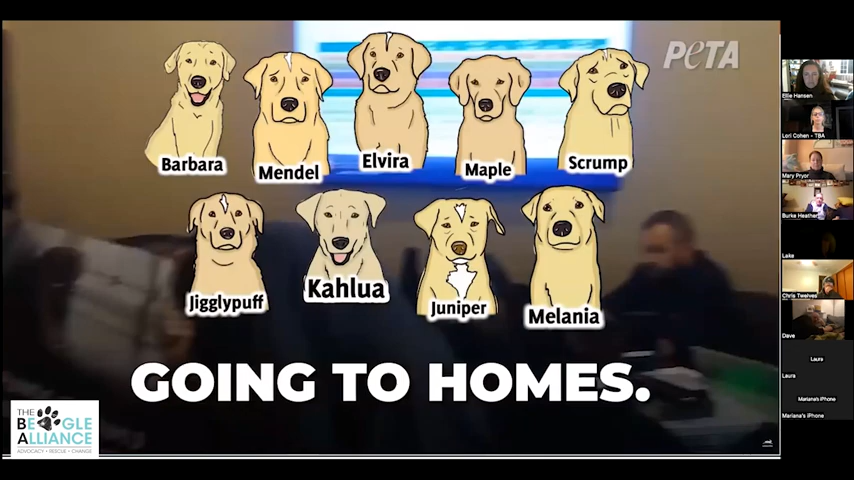 PETA
Barbara
Mendel
Elvira
Maple
Scrump
Jigglypuff
Kahlua
Juniper
Melania
GOING TO HOMES.
THE
BEAGLE
ALLIANCE
ADVOCACY • RESCUE • CHANGE
Ellie Hansen
Lori Cohen - TBA
Mary Pryor
Burke Heather
Lake
Chris Twelves
Dave
Laura
Laura
Mariana's iPhone
Mariana's iPhone